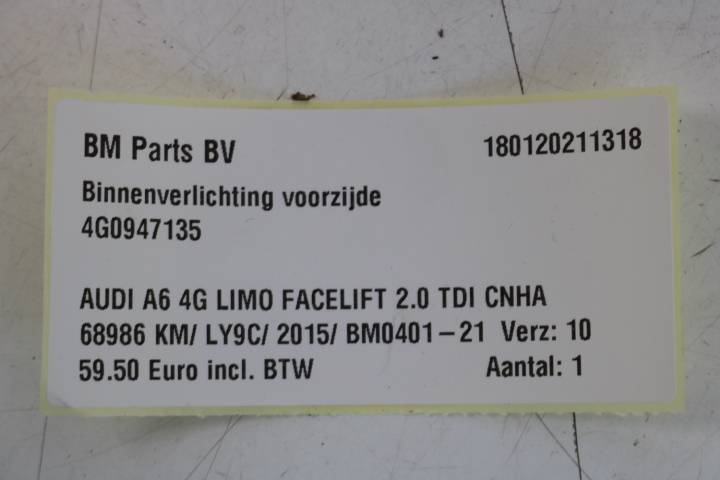 BM Parts BV 180120211318
Binnenverlichting voorzijde
4G0947135
AUDI A6 4G LIMO FACELIFT 2.0 TDI CNHA
68986 KM/ LY9C/ 2015/ BM0401-21 Verz: 10
59.50 Euro incl. BTW Aantal: 1